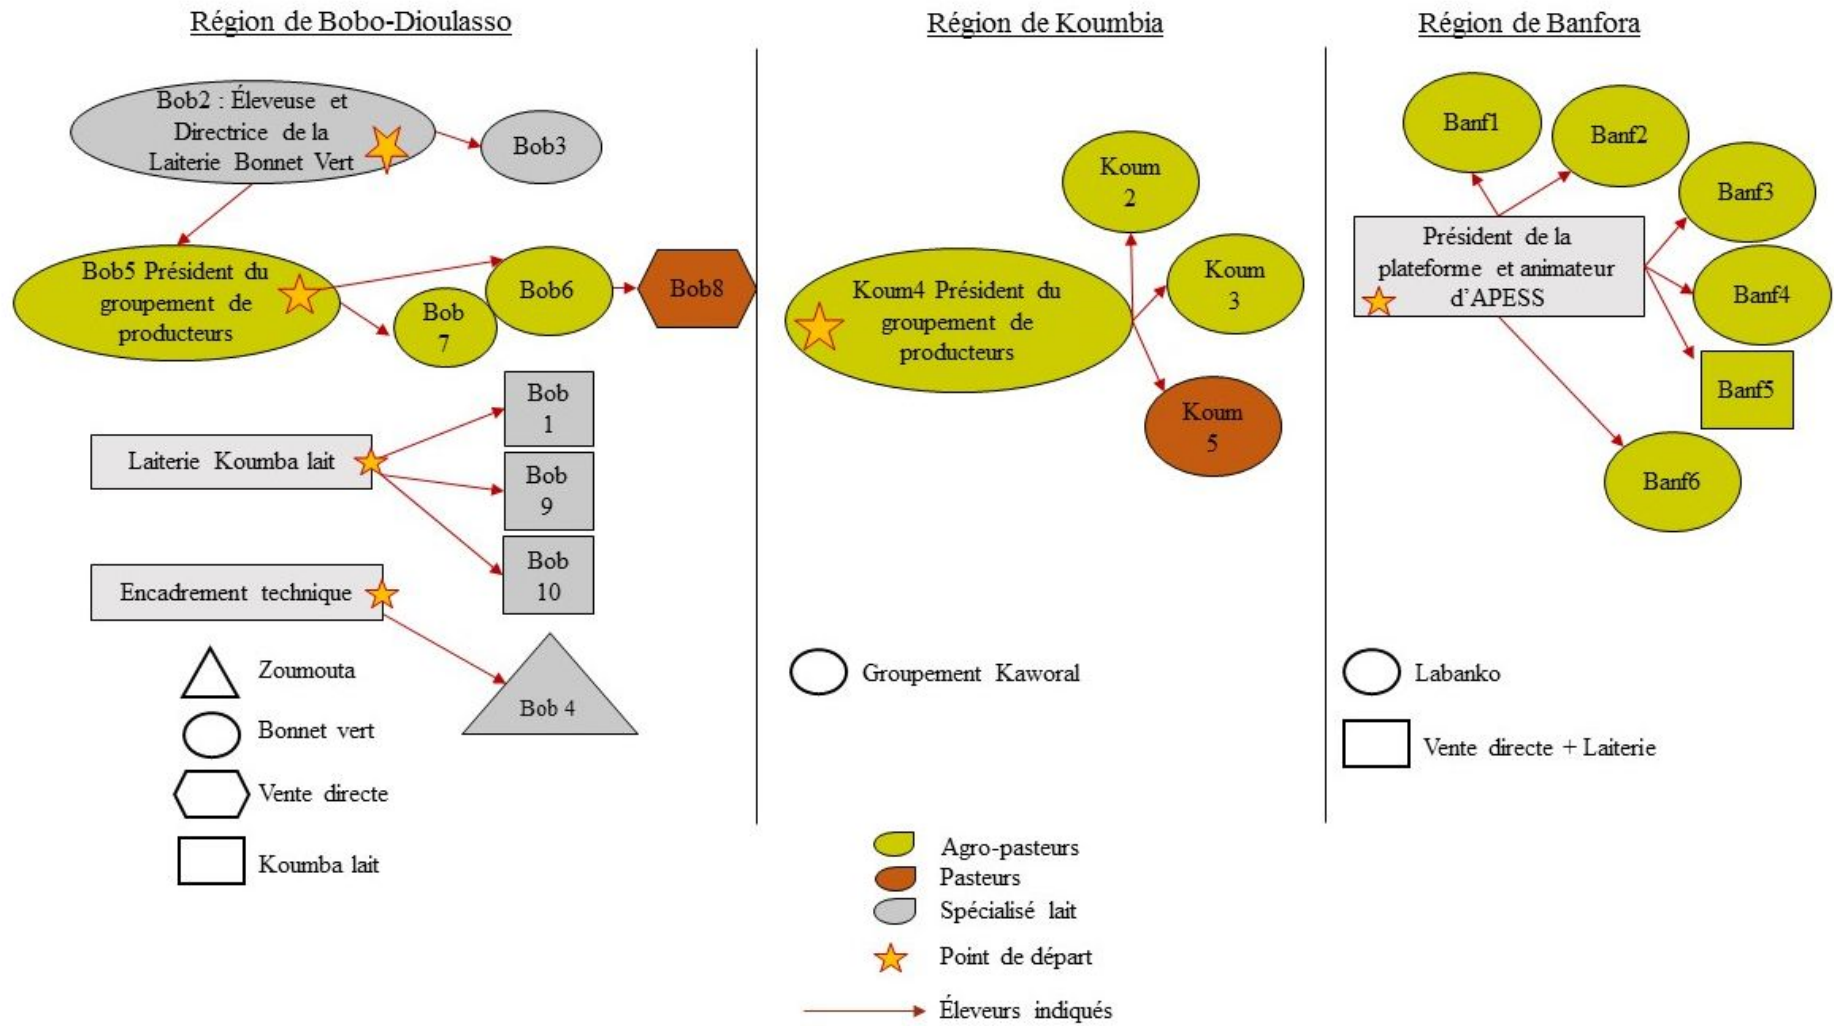 Région de Bobo-Dioulasso
Bob2 : Éleveuse et
Directrice de la
Laiterie Bonnet Vert
Bob3
Bob5 Président du
groupement de
producteurs
Bob6
Bob
7
Bob8
Laiterie Koumba lait
Bob
1
Bob
9
Bob
10
Encadrement technique
Bob 4
Zoumouta
Bonnet vert
Vente directe
Koumba lait
Région de Koumbia
Koum
2
Koum
3
Koum4 Président du
groupement de
producteurs
Koum
5
Groupement Kaworal
Région de Banfora
Banf1
Banf2
Banf3
Président de la
plateforme et animateur
d'APESS
Banf4
Banf5
Banf6
Labanko
Vente directe + Laiterie
Agro-pasteurs
Pasteurs
Spécialisé lait
Point de départ
Éleveurs indiqués